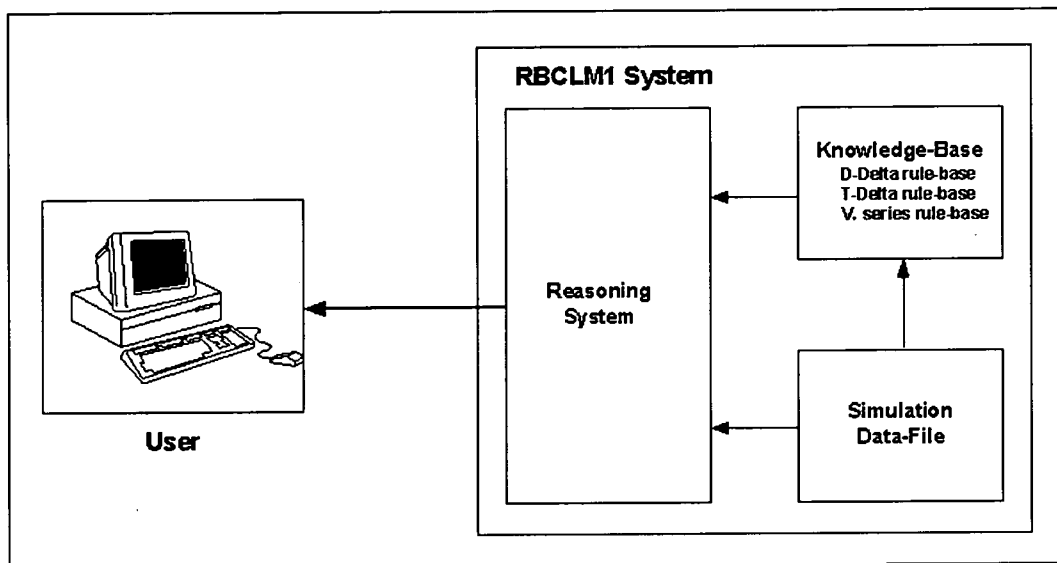 RBCLM1 System
Knowledge-Base
D-Delta rule-base
T-Delta rule-base
V. series rule-base
Reasoning
System
Simulation
Data-File
User